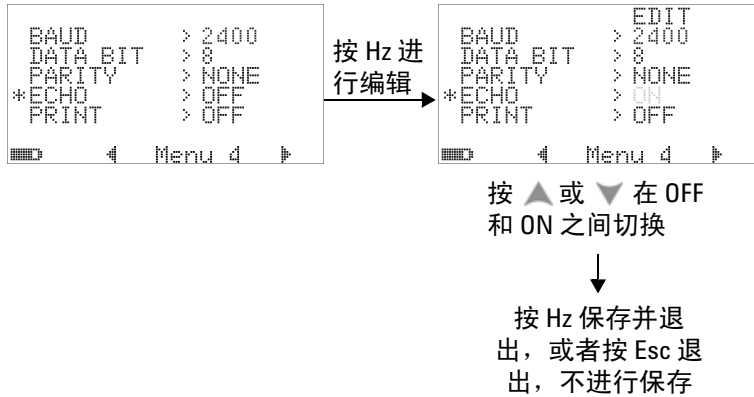 BAUD > 2400
DATA BIT > 8
PARITY > NONE
*ECHO > OFF
PRINT > OFF
Menu 4
按 Hz 进
行编辑
EDIT
BAUD > 2400
DATA BIT > 8
PARITY > NONE
*ECHO > ON
PRINT > OFF
Menu 4
按 ▲ 或 ▼ 在 OFF
和 ON 之间切换
按 Hz 保存并退
出，或者按 Esc 退
出，不进行保存